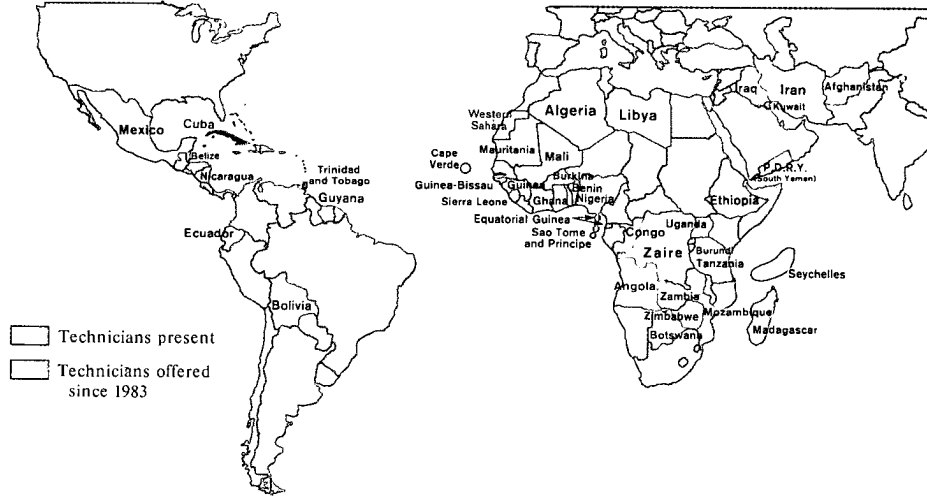 Mexico
Cuba
Belize
Nicaragua
Trinidad
and Tobago
Guyana
Ecuador
Bolivia
Technicians present
Technicians offered
since 1983
Western
Sahara
Mauritania
Cape
Verde
Guinea-Bissau
Sierra Leone
Guinea
Ghana
Equatorial Guinea
Sao Tome
and Principe
Algeria
Libya
Mali
Burkina
Benin
Nigeria
Iraq
Iran
Kuwait
Afghanistan
P.D.R.Y.
(South Yemen)
Ethiopia
Uganda
Congo
Zaire
Burundi
Tanzania
Seychelles
Angola
Zambia
Zimbabwe
Mozambique
Botswana
Madagascar